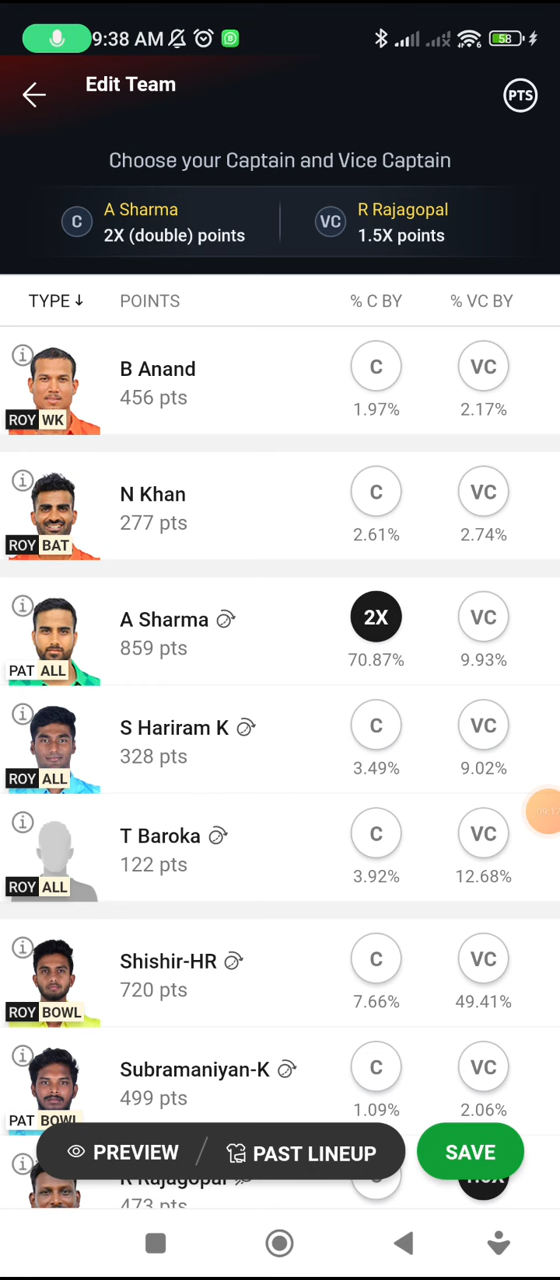 9:38 AM
58
Edit Team
PTS
Choose your Captain and Vice Captain
C A Sharma
2X (double) points
VC R Rajagopal
1.5X points
TYPE↓ POINTS % C BY % VC BY
B Anand C VC
456 pts
ROY WK 1.97% 2.17%
N Khan C VC
277 pts
ROY BAT 2.61% 2.74%
A Sharma 2X VC
859 pts
PAT ALL 70.87% 9.93%
S Hariram K C VC
328 pts
ROY ALL 3.49% 9.02%
T Baroka C VC
122 pts
ROY ALL 3.92% 12.68%
Shishir-HR C VC
720 pts
ROY BOWL 7.66% 49.41%
Subramaniyan-K C VC
499 pts
PAT BOWL 1.09% 2.06%
PREVIEW / PAST LINEUP SAVE
R Rajagopal
473 pts